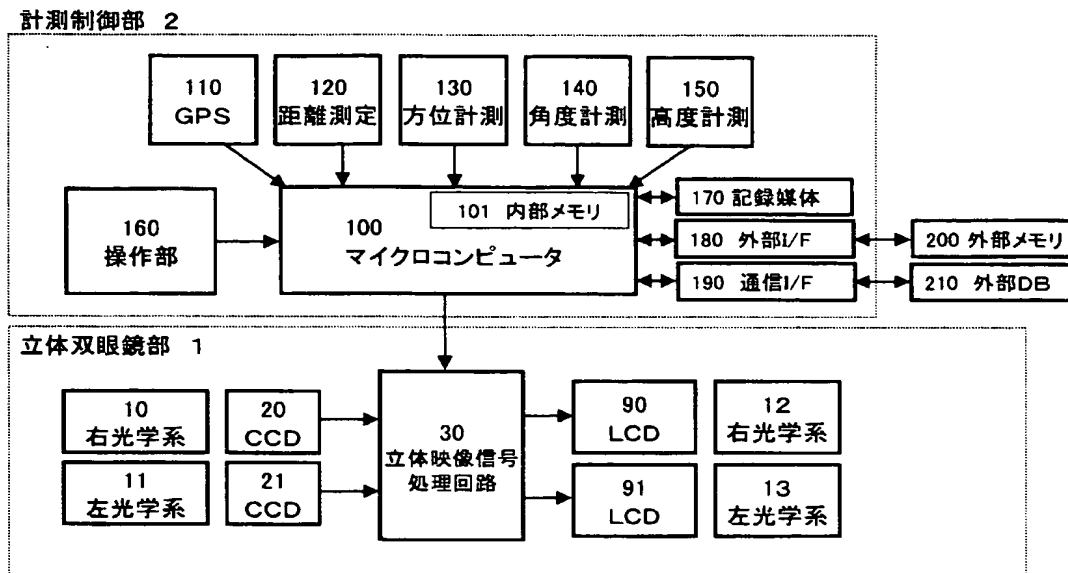 計測制御部 2
110
GPS
120
距離測定
130
方位計測
140
角度計測
150
高度計測
160
操作部
100
マイクロコンピュータ
101 内部メモリ
170 記録媒体
180 外部I/F
190 通信I/F
200 外部メモリ
210 外部DB
立体双眼鏡部 1
10
右光学系
20
CCD
11
左光学系
21
CCD
30
立体映像信号
処理回路
90
LCD
91
LCD
12
右光学系
13
左光学系